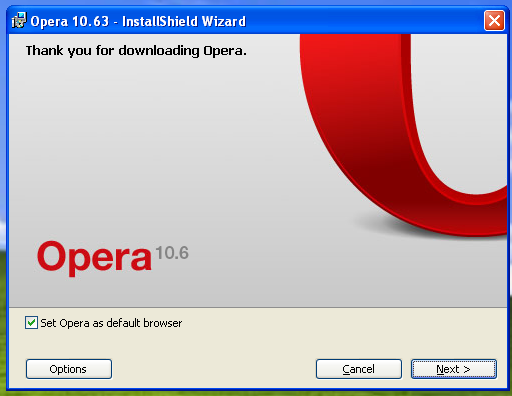 Opera 10.63 - InstallShield Wizard
Thank you for downloading Opera.
Opera 10.6
Set Opera as default browser
Options
Cancel
Next >